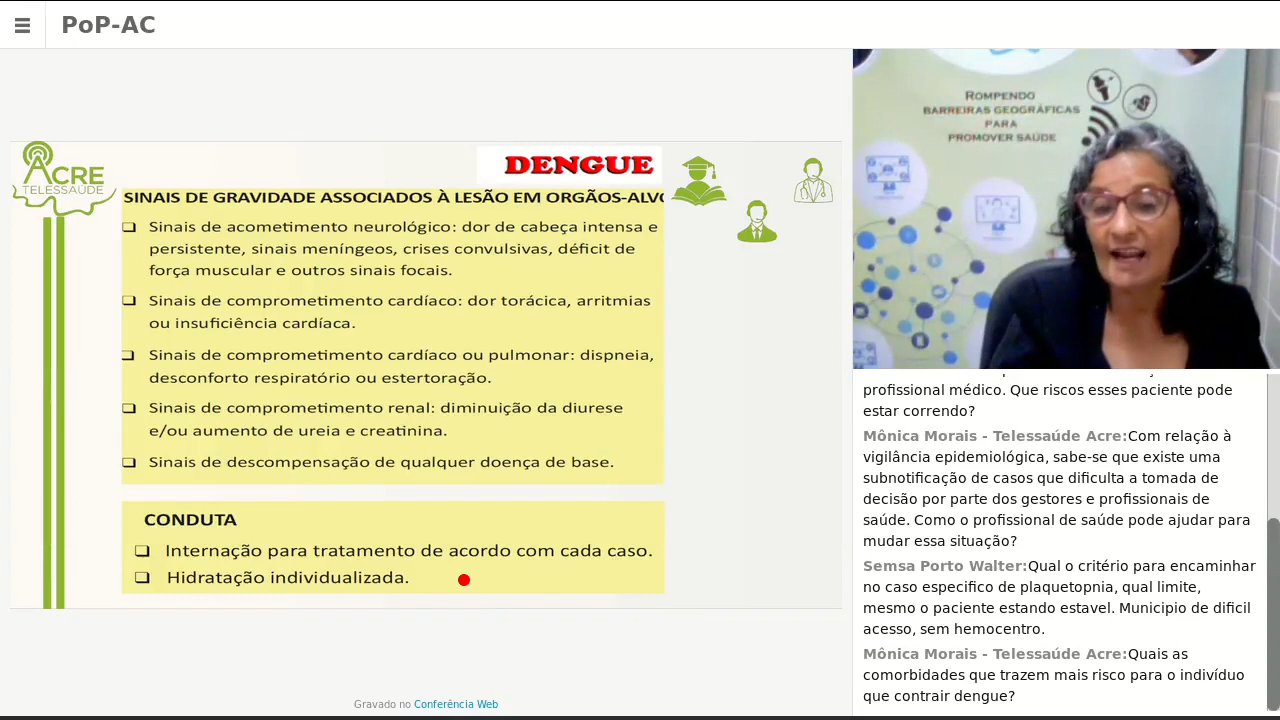 PoP-AC
ACRE
TELESSAÚDE
DENGUE
SINAIS DE GRAVIDADE ASSOCIADOS À LESÃO EM ORGÃOS-ALVO
Sinais de acometimento neurológico: dor de cabeça intensa e
persistente, sinais meníngeos, crises convulsivas, déficit de
força muscular e outros sinais focais.
Sinais de comprometimento cardíaco: dor torácica, arritmias
ou insuficiência cardíaca.
Sinais de comprometimento cardíaco ou pulmonar: dispneia,
desconforto respiratório ou estertoração.
Sinais de comprometimento renal: diminuição da diurese
e/ou aumento de ureia e creatinina.
Sinais de descompensação de qualquer doença de base.
CONDUTA
Internação para tratamento de acordo com cada caso.
Hidratação individualizada.
Gravado no Conferência Web
ROMPENDO
BARREIRAS GEOGRÁFICAS
PARA
PROMOVER SAÚDE
profissional médico. Que riscos esses paciente pode
estar correndo?
Mônica Morais - Telessaúde Acre:Com relação à
vigilância epidemiológica, sabe-se que existe uma
subnotificação de casos que dificulta a tomada de
decisão por parte dos gestores e profissionais de
saúde. Como o profissional de saúde pode ajudar para
mudar essa situação?
Semsa Porto Walter:Qual o critério para encaminhar
no caso especifico de plaquetopnia, qual limite,
mesmo o paciente estando estavel. Municipio de dificil
acesso, sem hemocentro.
Mônica Morais - Telessaúde Acre:Quais as
comorbidades que trazem mais risco para o indivíduo
que contrair dengue?